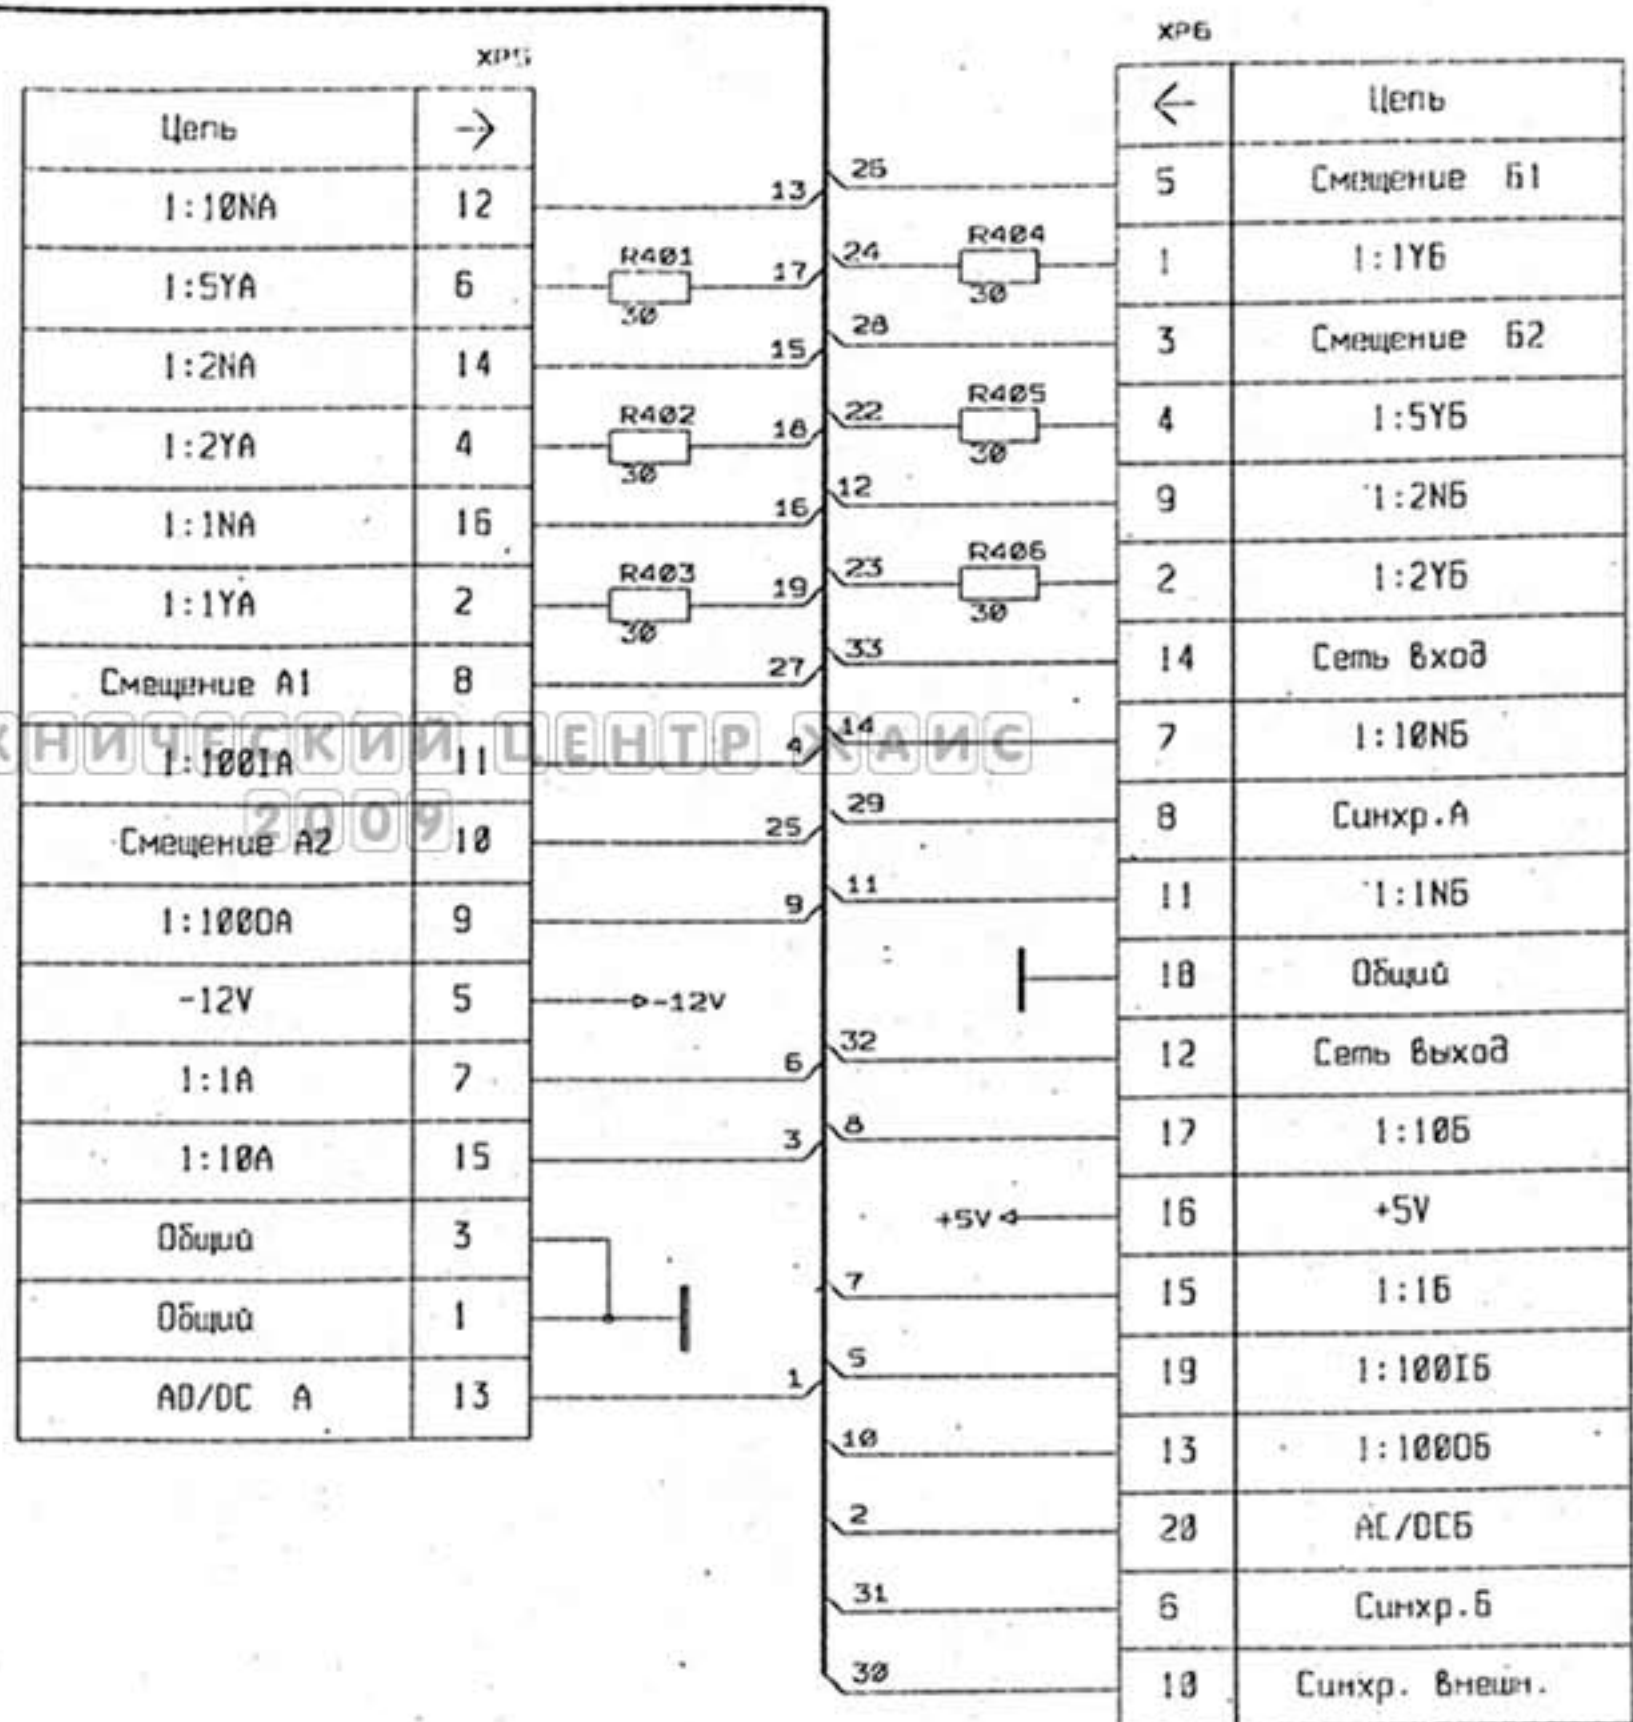 ХР5
Цепь →
1:10NA 12 13
1:5YA 6 R401 30 17
1:2NA 14 15
1:2YA 4 R402 30 18
1:1NA 16 16
1:1YA 2 R403 30 19
Смещение А1 8 27
1:100IA 11 4
Смещение А2 10 25
1:100OA 9 9
-12V 5 -12V
1:1A 7 6
1:10A 15 3
Общий 3
Общий 1
AD/DC A 13 1
ХР6
← Цепь
26 5 Смещение Б1
24 R404 30 1 1:1YБ
28 3 Смещение Б2
22 R405 30 4 1:5YБ
12 9 1:2NБ
23 R406 30 2 1:2YБ
33 14 Сеть вход
14 7 1:10NБ
29 8 Синхр.А
11 11 1:1NБ
18 Общий
32 12 Сеть выход
8 17 1:10Б
+5V 16 +5V
7 15 1:1Б
5 19 1:100IБ
10 13 1:100OБ
2 20 AC/DCБ
31 6 Синхр.Б
30 10 Синхр. внешн.
ХНИЧЕСКИЙ ЦЕНТР ЖАИС
2009